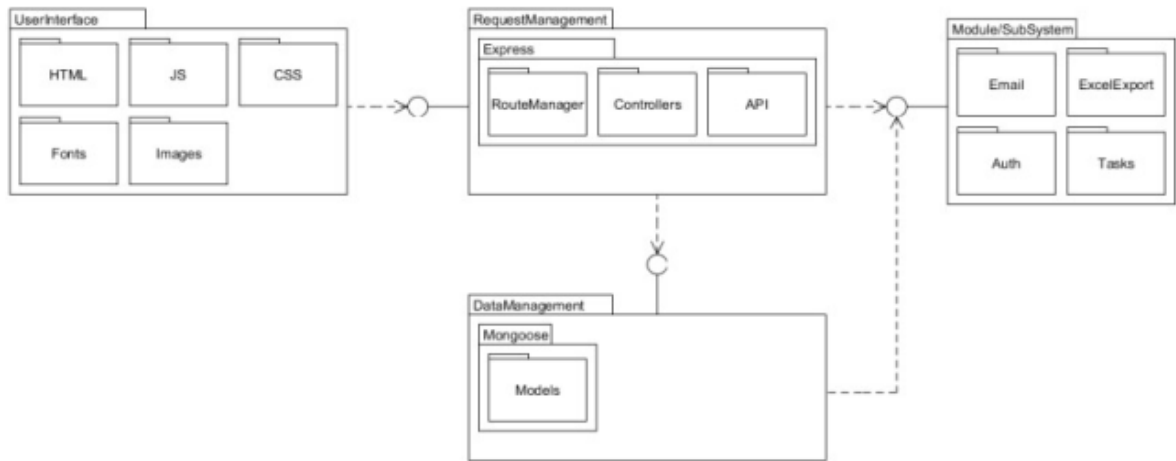 UserInterface
HTML
JS
CSS
Fonts
Images
RequestManagement
Express
RouteManager
Controllers
API
Module/SubSystem
Email
ExcelExport
Auth
Tasks
DataManagement
Mongoose
Models